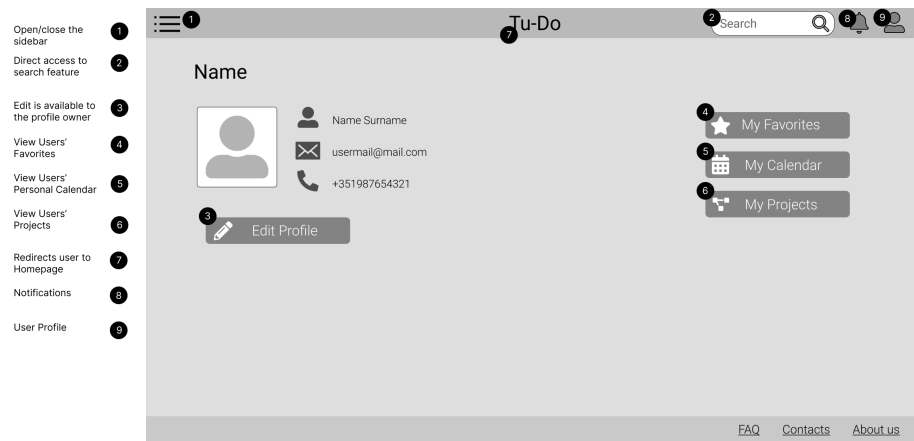 Open/close the
sidebar
1
Direct access to
search feature
2
Edit is available to
the profile owner
3
View Users'
Favorites
4
View Users'
Personal Calendar
5
View Users'
Projects
6
Redirects user to
Homepage
7
Notifications
8
User Profile
9
1
Tu-Do
7
2
Search
8
9
Name
Name Surname
usermail@mail.com
+351987654321
3
Edit Profile
4
My Favorites
5
My Calendar
6
My Projects
FAQ
Contacts
About us